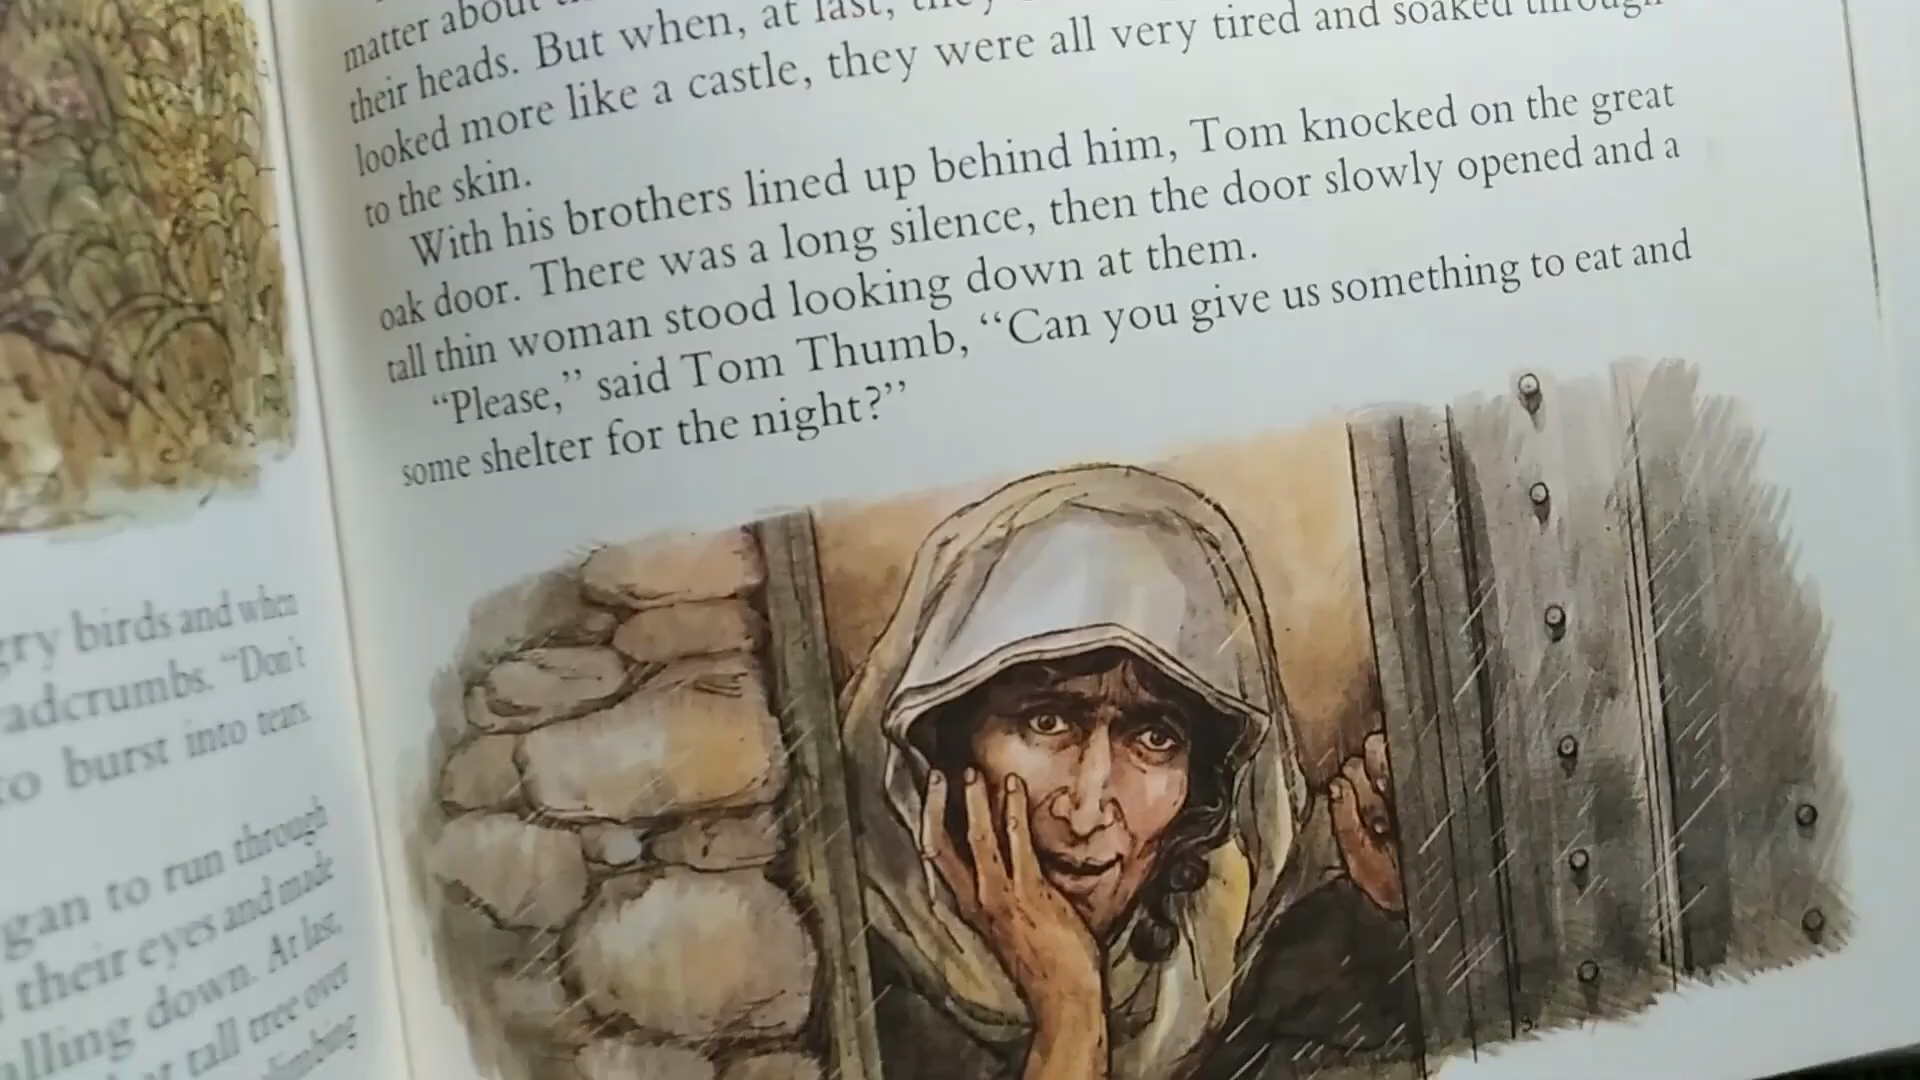 gry birds and when
adcrumbs. "Don't
to burst into tears.
gan to run through
their eyes and made
alling down. At last,
tall tree over
climbing
matter about
their heads. But when, at last, they
looked more like a castle, they were all very tired and soaked through
to the skin.
With his brothers lined up behind him, Tom knocked on the great
oak door. There was a long silence, then the door slowly opened and a
tall thin woman stood looking down at them.
"Please," said Tom Thumb, "Can you give us something to eat and
some shelter for the night?"